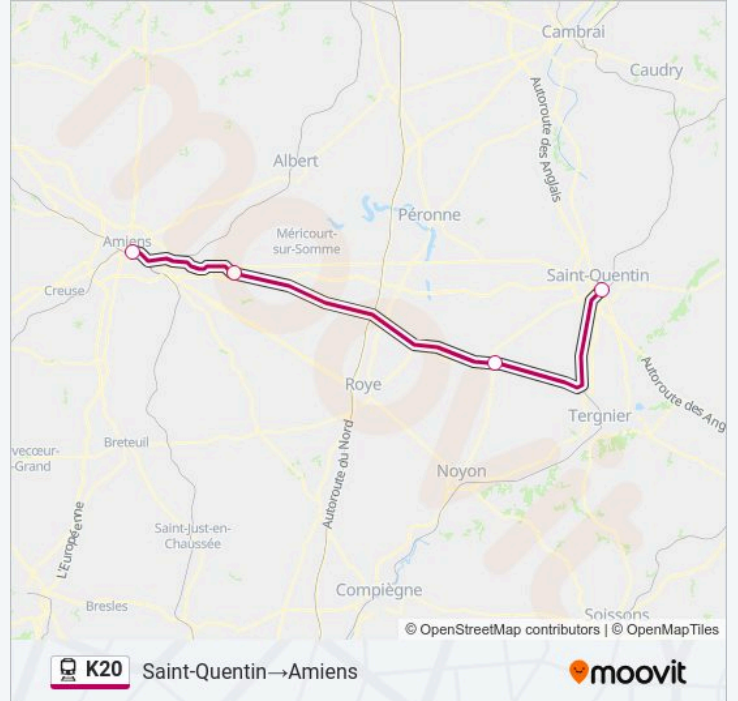 Cambrai
Caudry
Autoroute des Anglais
Albert
Péronne
Méricourt-
sur-Somme
Amiens
Saint-Quentin
Creuse
Roye
Autoroute des Ang
Tergnier
vecœur-
-Grand
Breteuil
Noyon
Autoroute du Nord
L'Européenne
Saint-Just-en-
Chaussée
Compiègne
Bresles
Soissons
© OpenStreetMap contributors | © OpenMapTiles
moovit
K20 Saint-Quentin→Amiens
moovit